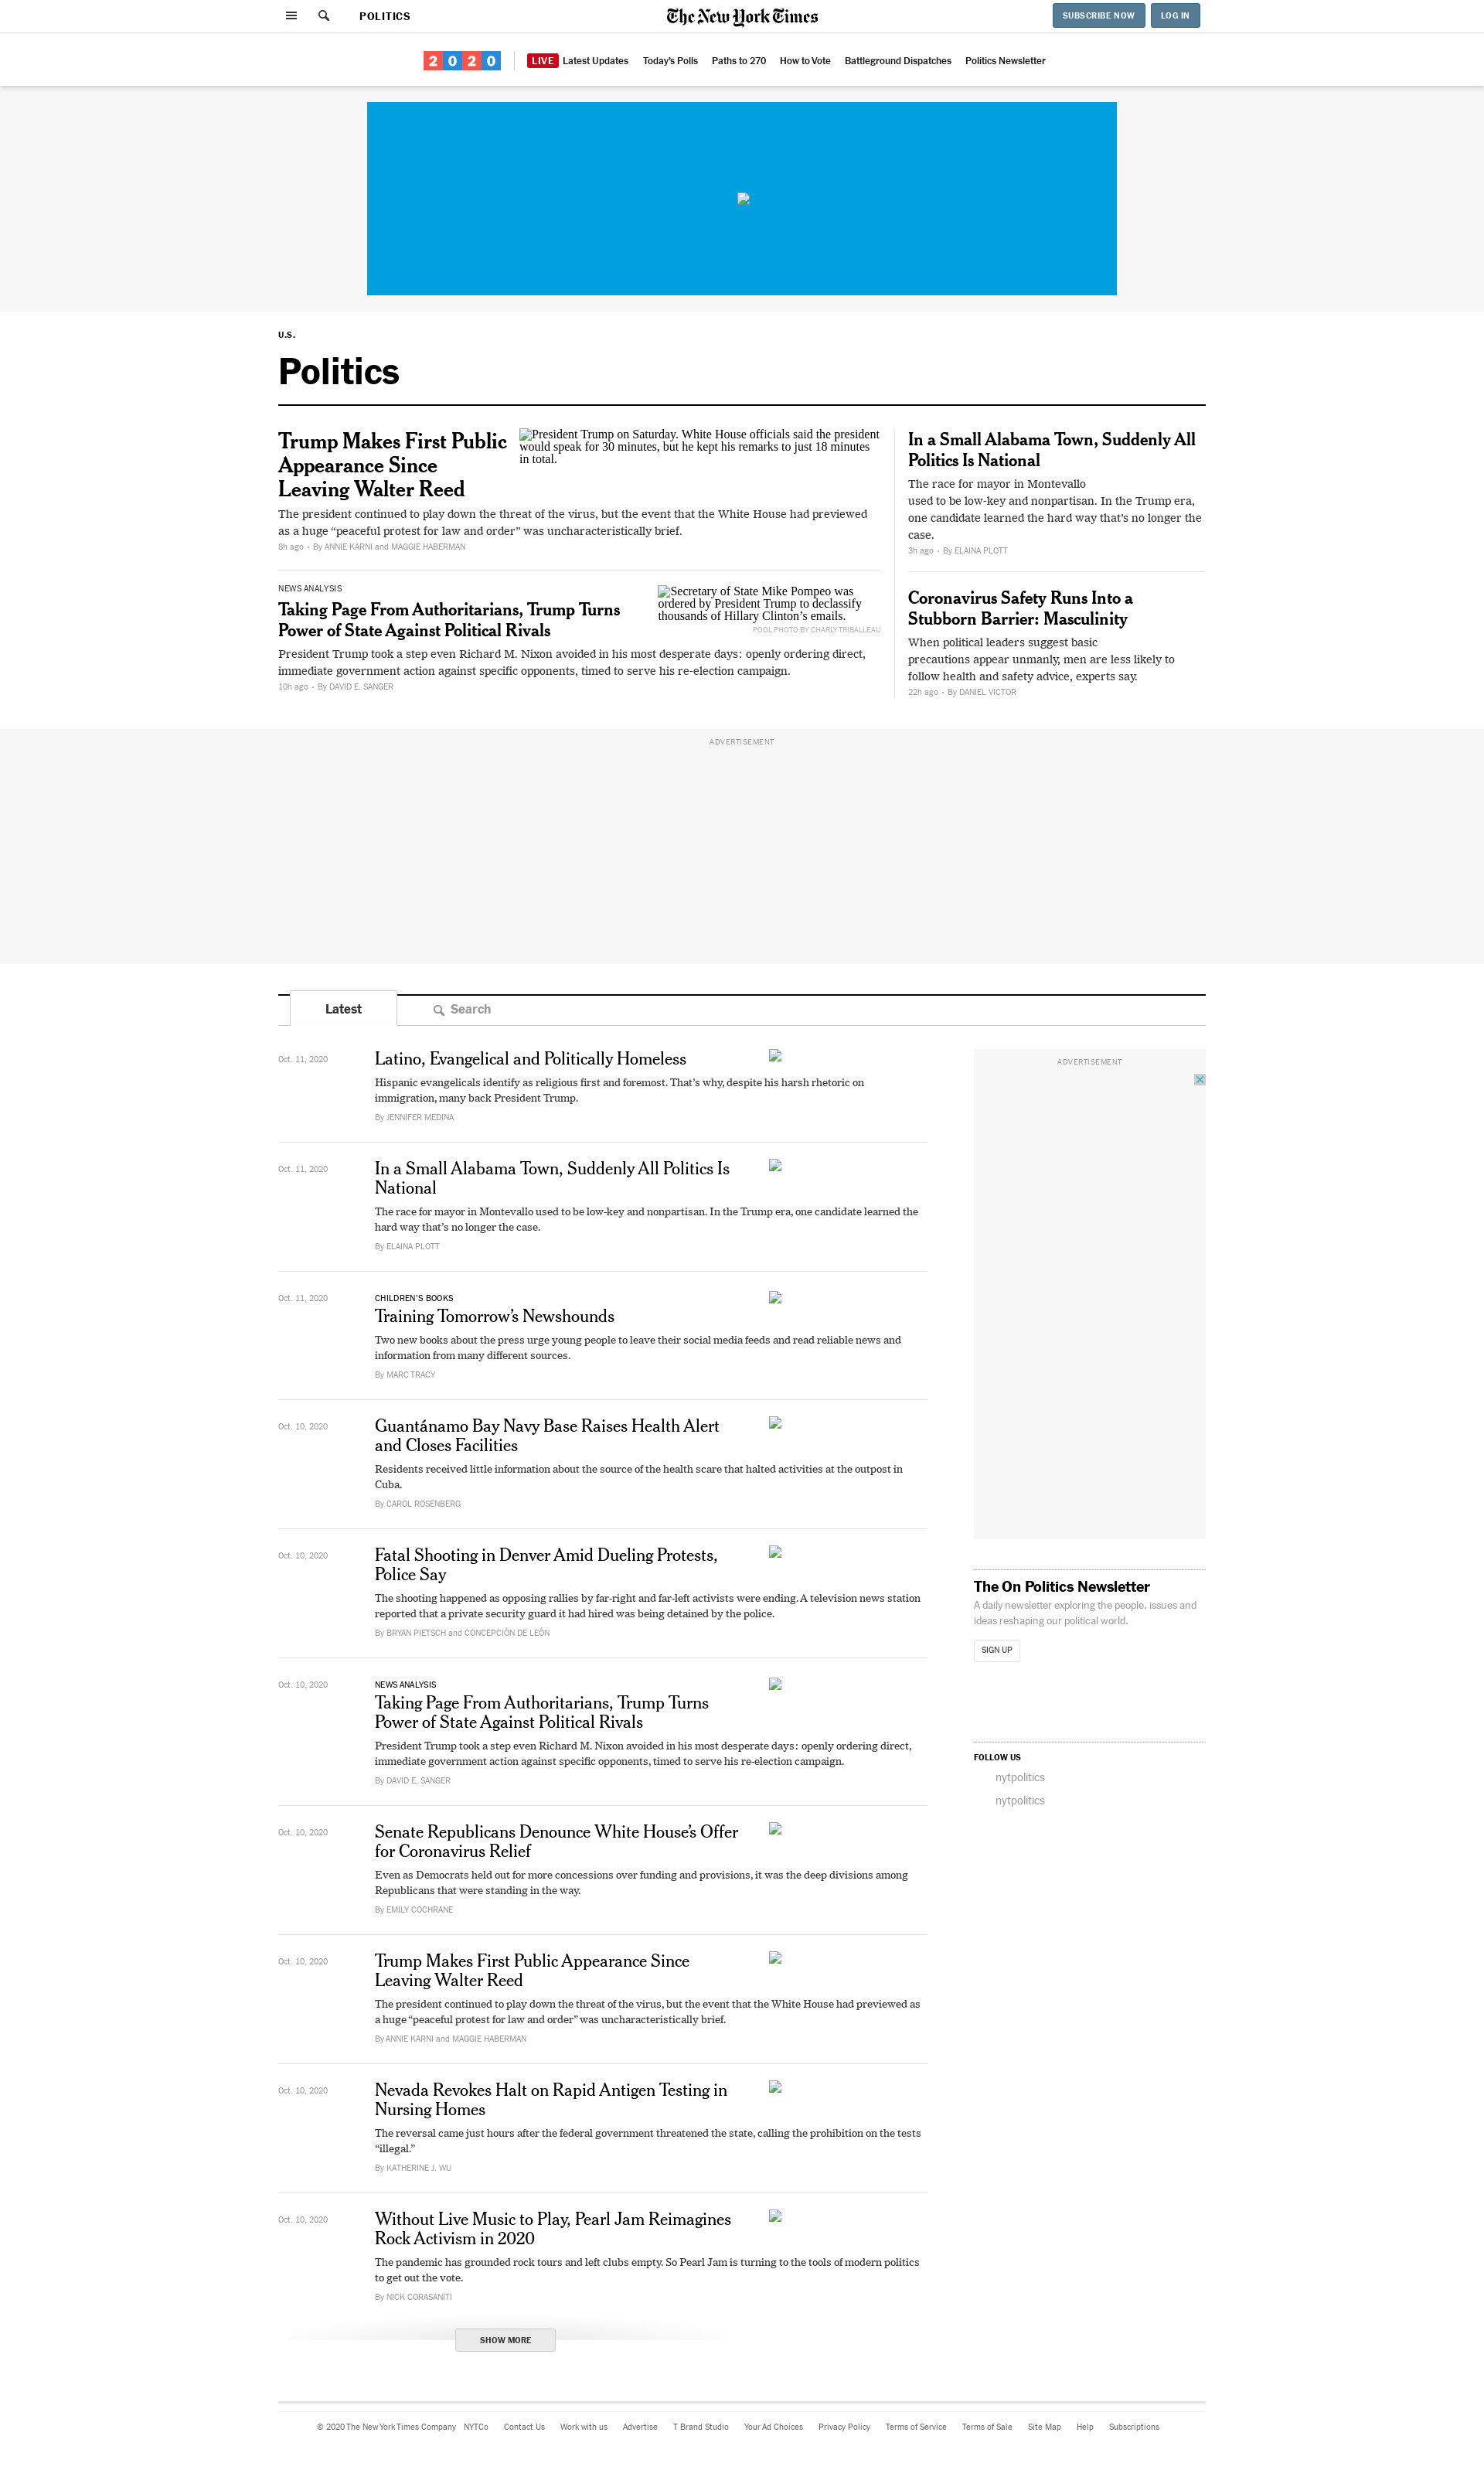 POLITICS
The New York Times
SUBSCRIBE NOW
LOG IN
2020
LIVE Latest Updates
Today's Polls
Paths to 270
How to Vote
Battleground Dispatches
Politics Newsletter
U.S.
Politics
Trump Makes First Public
Appearance Since
Leaving Walter Reed
President Trump on Saturday. White House officials said the president
would speak for 30 minutes, but he kept his remarks to just 18 minutes
in total.
The president continued to play down the threat of the virus, but the event that the White House had previewed
as a huge “peaceful protest for law and order” was uncharacteristically brief.
8h ago • By ANNIE KARNI and MAGGIE HABERMAN
NEWS ANALYSIS
Taking Page From Authoritarians, Trump Turns
Power of State Against Political Rivals
Secretary of State Mike Pompeo was
ordered by President Trump to declassify
thousands of Hillary Clinton’s emails.
POOL PHOTO BY CHARLY TRIBALLEAU
President Trump took a step even Richard M. Nixon avoided in his most desperate days: openly ordering direct,
immediate government action against specific opponents, timed to serve his re-election campaign.
10h ago • By DAVID E. SANGER
In a Small Alabama Town, Suddenly All
Politics Is National
The race for mayor in Montevallo
used to be low-key and nonpartisan. In the Trump era,
one candidate learned the hard way that’s no longer the
case.
3h ago • By ELAINA PLOTT
Coronavirus Safety Runs Into a
Stubborn Barrier: Masculinity
When political leaders suggest basic
precautions appear unmanly, men are less likely to
follow health and safety advice, experts say.
22h ago • By DANIEL VICTOR
ADVERTISEMENT
Latest
Search
Oct. 11, 2020
Latino, Evangelical and Politically Homeless
Hispanic evangelicals identify as religious first and foremost. That’s why, despite his harsh rhetoric on
immigration, many back President Trump.
By JENNIFER MEDINA
Oct. 11, 2020
In a Small Alabama Town, Suddenly All Politics Is
National
The race for mayor in Montevallo used to be low-key and nonpartisan. In the Trump era, one candidate learned the
hard way that’s no longer the case.
By ELAINA PLOTT
Oct. 11, 2020
CHILDREN’S BOOKS
Training Tomorrow’s Newshounds
Two new books about the press urge young people to leave their social media feeds and read reliable news and
information from many different sources.
By MARC TRACY
Oct. 10, 2020
Guantánamo Bay Navy Base Raises Health Alert
and Closes Facilities
Residents received little information about the source of the health scare that halted activities at the outpost in
Cuba.
By CAROL ROSENBERG
Oct. 10, 2020
Fatal Shooting in Denver Amid Dueling Protests,
Police Say
The shooting happened as opposing rallies by far-right and far-left activists were ending. A television news station
reported that a private security guard it had hired was being detained by the police.
By BRYAN PIETSCH and CONCEPCIÓN DE LEÓN
Oct. 10, 2020
NEWS ANALYSIS
Taking Page From Authoritarians, Trump Turns
Power of State Against Political Rivals
President Trump took a step even Richard M. Nixon avoided in his most desperate days: openly ordering direct,
immediate government action against specific opponents, timed to serve his re-election campaign.
By DAVID E. SANGER
Oct. 10, 2020
Senate Republicans Denounce White House’s Offer
for Coronavirus Relief
Even as Democrats held out for more concessions over funding and provisions, it was the deep divisions among
Republicans that were standing in the way.
By EMILY COCHRANE
Oct. 10, 2020
Trump Makes First Public Appearance Since
Leaving Walter Reed
The president continued to play down the threat of the virus, but the event that the White House had previewed as
a huge “peaceful protest for law and order” was uncharacteristically brief.
By ANNIE KARNI and MAGGIE HABERMAN
Oct. 10, 2020
Nevada Revokes Halt on Rapid Antigen Testing in
Nursing Homes
The reversal came just hours after the federal government threatened the state, calling the prohibition on the tests
“illegal.”
By KATHERINE J. WU
Oct. 10, 2020
Without Live Music to Play, Pearl Jam Reimagines
Rock Activism in 2020
The pandemic has grounded rock tours and left clubs empty. So Pearl Jam is turning to the tools of modern politics
to get out the vote.
By NICK CORASANITI
SHOW MORE
ADVERTISEMENT
The On Politics Newsletter
A daily newsletter exploring the people, issues and
ideas reshaping our political world.
SIGN UP
FOLLOW US
nytpolitics
nytpolitics
© 2020 The New York Times Company
NYTCo
Contact Us
Work with us
Advertise
T Brand Studio
Your Ad Choices
Privacy Policy
Terms of Service
Terms of Sale
Site Map
Help
Subscriptions